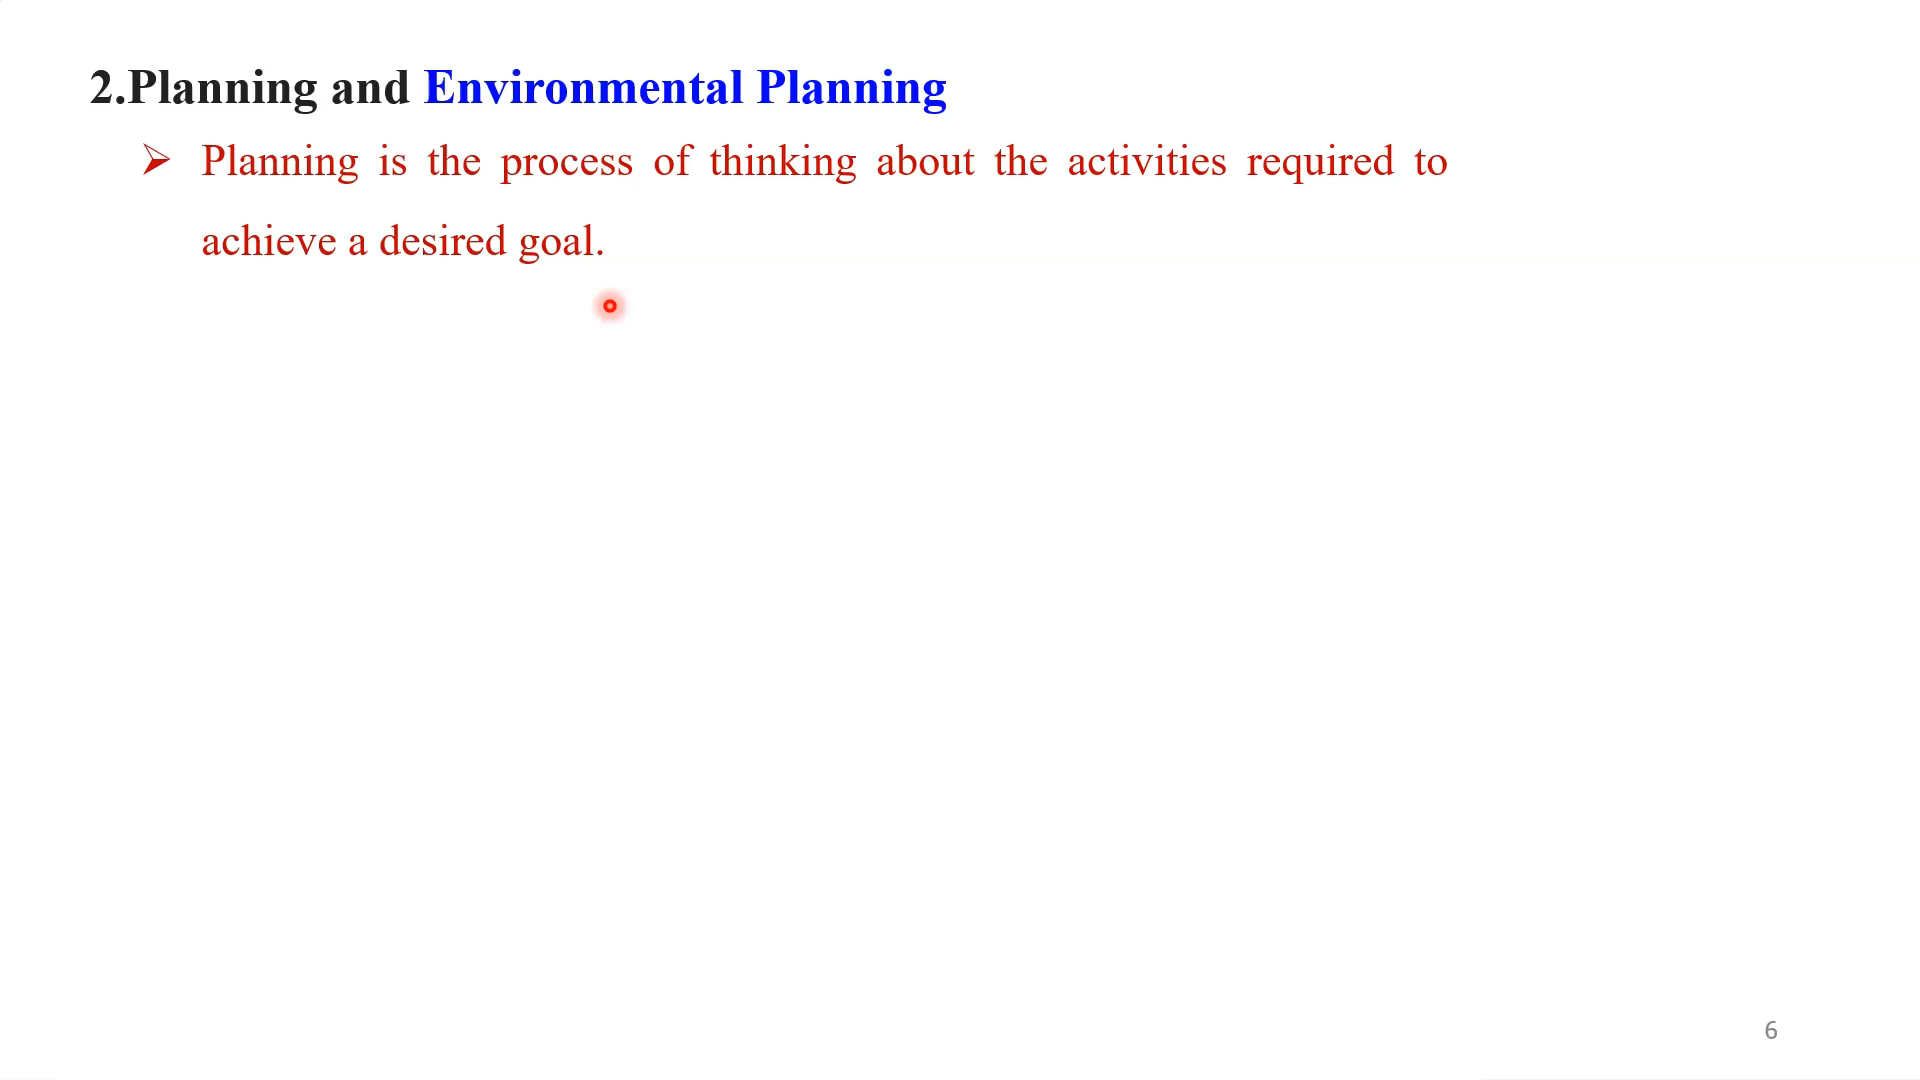 2.Planning and Environmental Planning
➢ Planning is the process of thinking about the activities required to
achieve a desired goal.
6